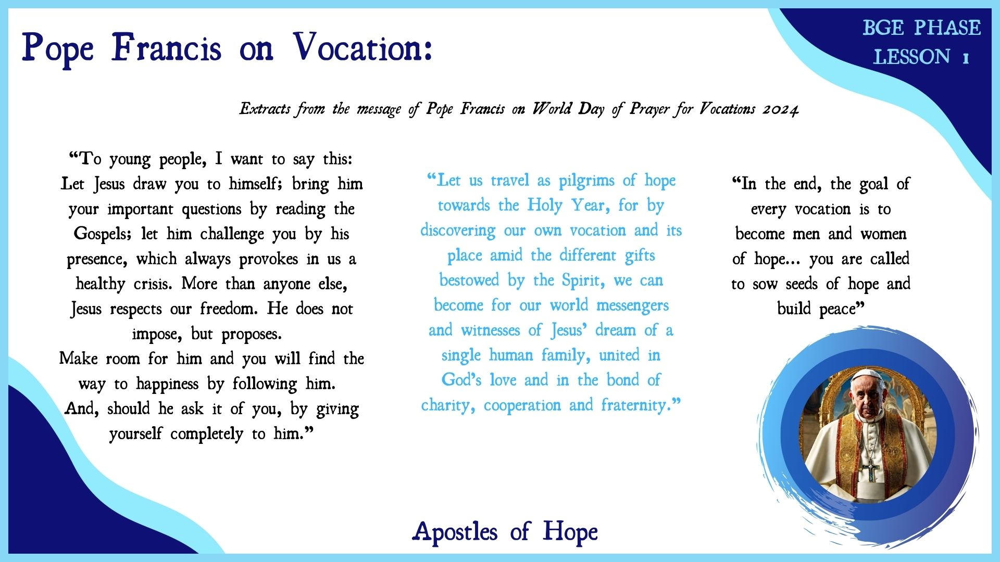 Pope Francis on Vocation:
BGE PHASE
LESSON 1
Extracts from the message of Pope Francis on World Day of Prayer for Vocations 2024
“To young people, I want to say this:
Let Jesus draw you to himself; bring him
your important questions by reading the
Gospels; let him challenge you by his
presence, which always provokes in us a
healthy crisis. More than anyone else,
Jesus respects our freedom. He does not
impose, but proposes.
Make room for him and you will find the
way to happiness by following him.
And, should he ask it of you, by giving
yourself completely to him.”
“Let us travel as pilgrims of hope
towards the Holy Year, for by
discovering our own vocation and its
place amid the different gifts
bestowed by the Spirit, we can
become for our world messengers
and witnesses of Jesus’ dream of a
single human family, united in
God’s love and in the bond of
charity, cooperation and fraternity.”
“In the end, the goal of
every vocation is to
become men and women
of hope... you are called
to sow seeds of hope and
build peace”
Apostles of Hope